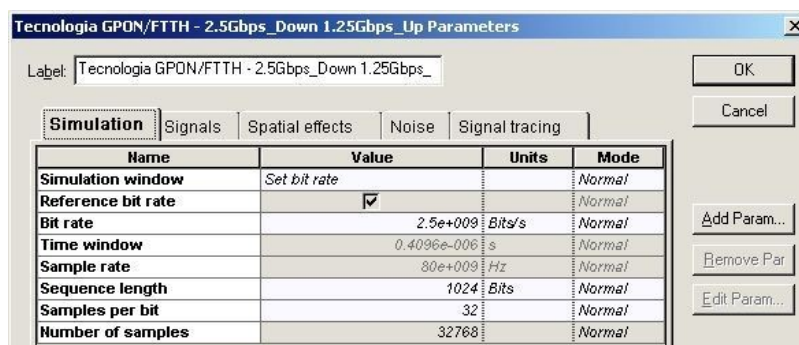 Tecnologia GPON/FTTH - 2.5Gbps_Down 1.25Gbps_Up Parameters
Label: Tecnologia GPON/FTTH - 2.5Gbps_Down 1.25Gbps_
OK
Cancel
Simulation Signals Spatial effects Noise Signal tracing
Name Value Units Mode
Simulation window Set bit rate Normal
Reference bit rate Normal
Bit rate 2.5e+009 Bits/s Normal
Time window 0.4096e-006 s Normal
Sample rate 80e+009 Hz Normal
Sequence length 1024 Bits Normal
Samples per bit 32 Normal
Number of samples 32768 Normal
Add Param...
Remove Par
Edit Param...